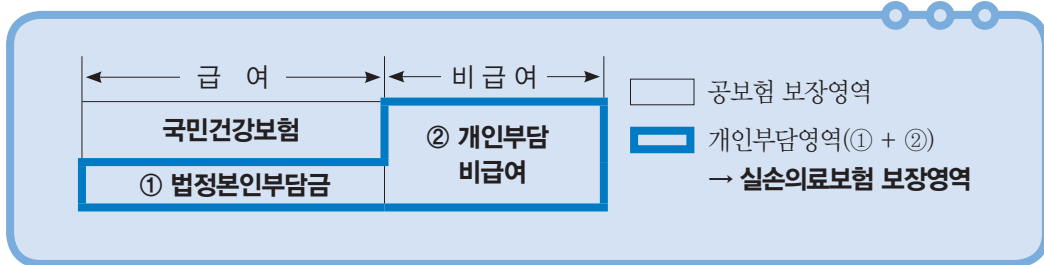 급 여
비 급 여
국민건강보험
② 개인부담
비급여
① 법정본인부담금
공보험 보장영역
개인부담영역(① + ②)
→ 실손의료보험 보장영역